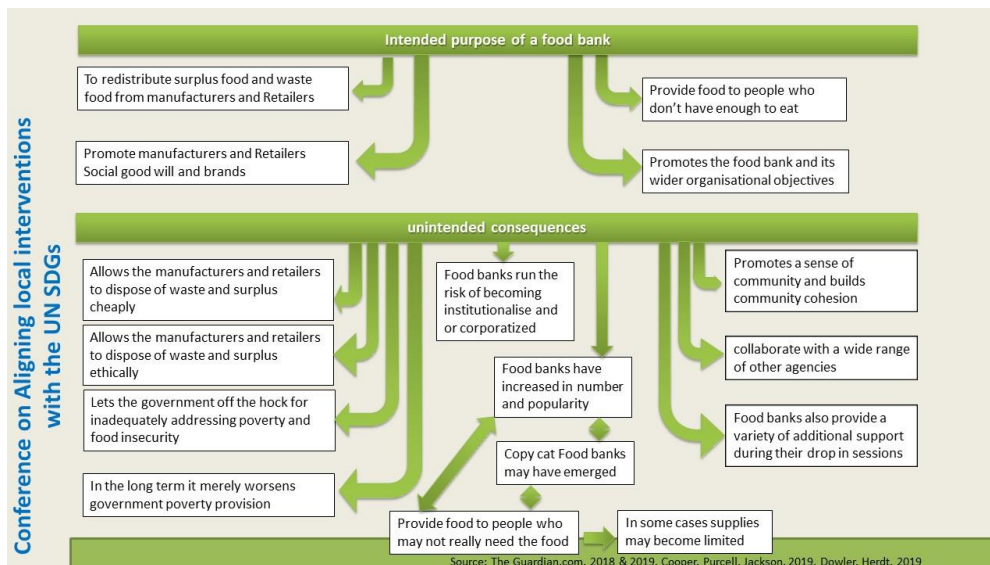 Conference on Aligning local interventions
with the UN SDGs
Intended purpose of a food bank
To redistribute surplus food and waste
food from manufacturers and Retailers
Provide food to people who
don't have enough to eat
Promote manufacturers and Retailers
Social good will and brands
Promotes the food bank and its
wider organisational objectives
unintended consequences
Allows the manufacturers and retailers
to dispose of waste and surplus
cheaply
Allows the manufacturers and retailers
to dispose of waste and surplus
ethically
Lets the government off the hock for
inadequately addressing poverty and
food insecurity
In the long term it merely worsens
government poverty provision
Food banks run the
risk of becoming
institutionalise and
or corporatized
Food banks have
increased in number
and popularity
Copy cat Food banks
may have emerged
Provide food to people who
may not really need the food
In some cases supplies
may become limited
Promotes a sense of
community and builds
community cohesion
collaborate with a wide range
of other agencies
Food banks also provide a
variety of additional support
during their drop in sessions
Source: The Guardian.com, 2018 & 2019, Cooper, Purcell, Jackson, 2019, Dowler, Herdt, 2019